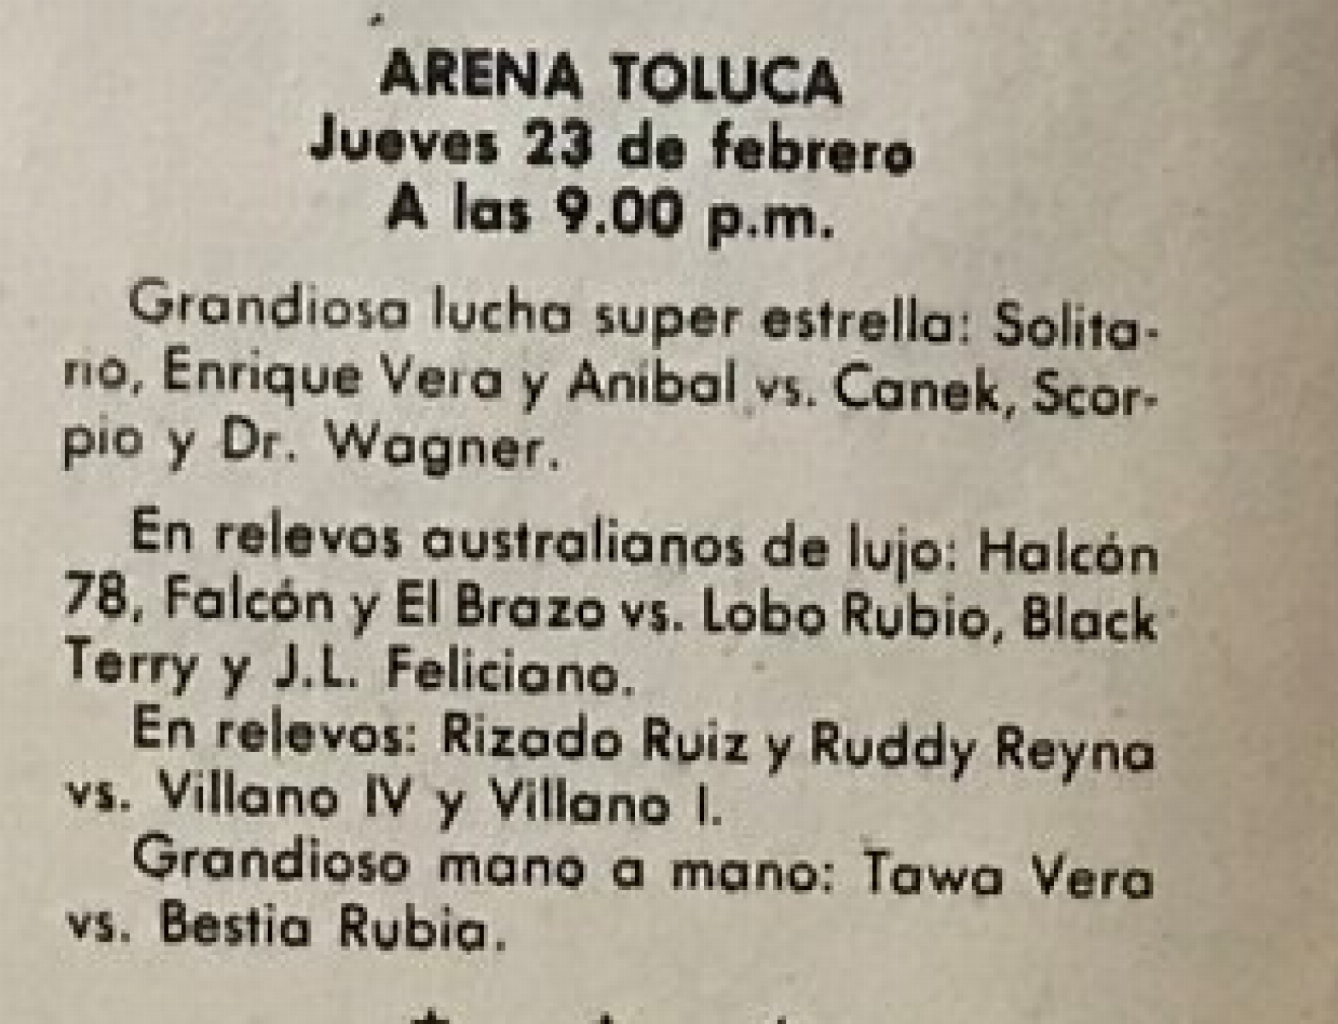 ARENA TOLUCA
Jueves 23 de febrero
A las 9.00 p.m.
Grandiosa lucha super estrella: Solita-
rio, Enrique Vera y Aníbal vs. Canek, Scor-
pio y Dr. Wagner.
En relevos australianos de lujo: Halcón
78, Falcón y El Brazo vs. Lobo Rubio, Black
Terry y J.L. Feliciano.
En relevos: Rizado Ruiz y Ruddy Reyna
vs. Villano IV y Villano I.
Grandioso mano a mano: Tawa Vera
vs. Bestia Rubia.